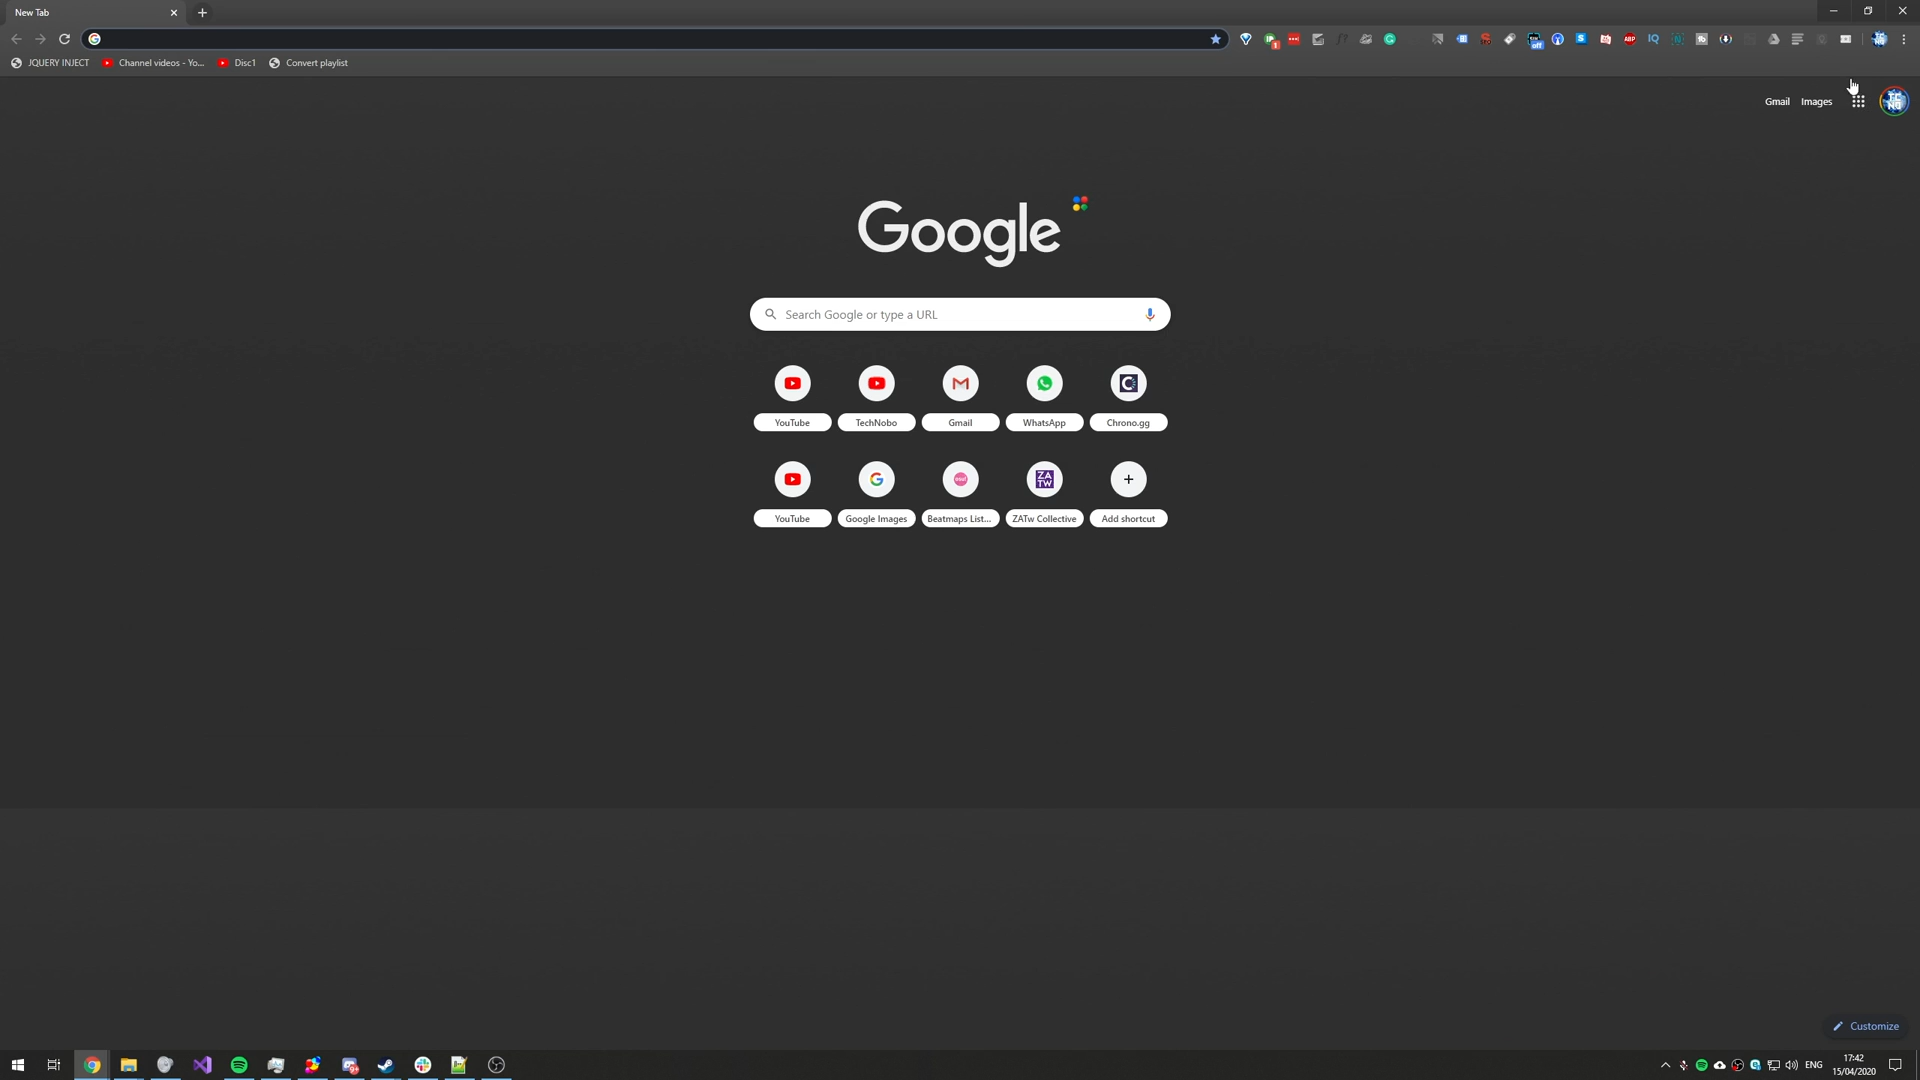 New Tab
JQUERY INJECT Channel videos - Yo... Disc1 Convert playlist
Gmail Images
Google
Search Google or type a URL
YouTube TechNobo Gmail WhatsApp Chrono.gg
ZA TW
YouTube Google Images Beatmaps List... ZATw Collective Add shortcut
Customize
ENG
17:42
15/04/2020